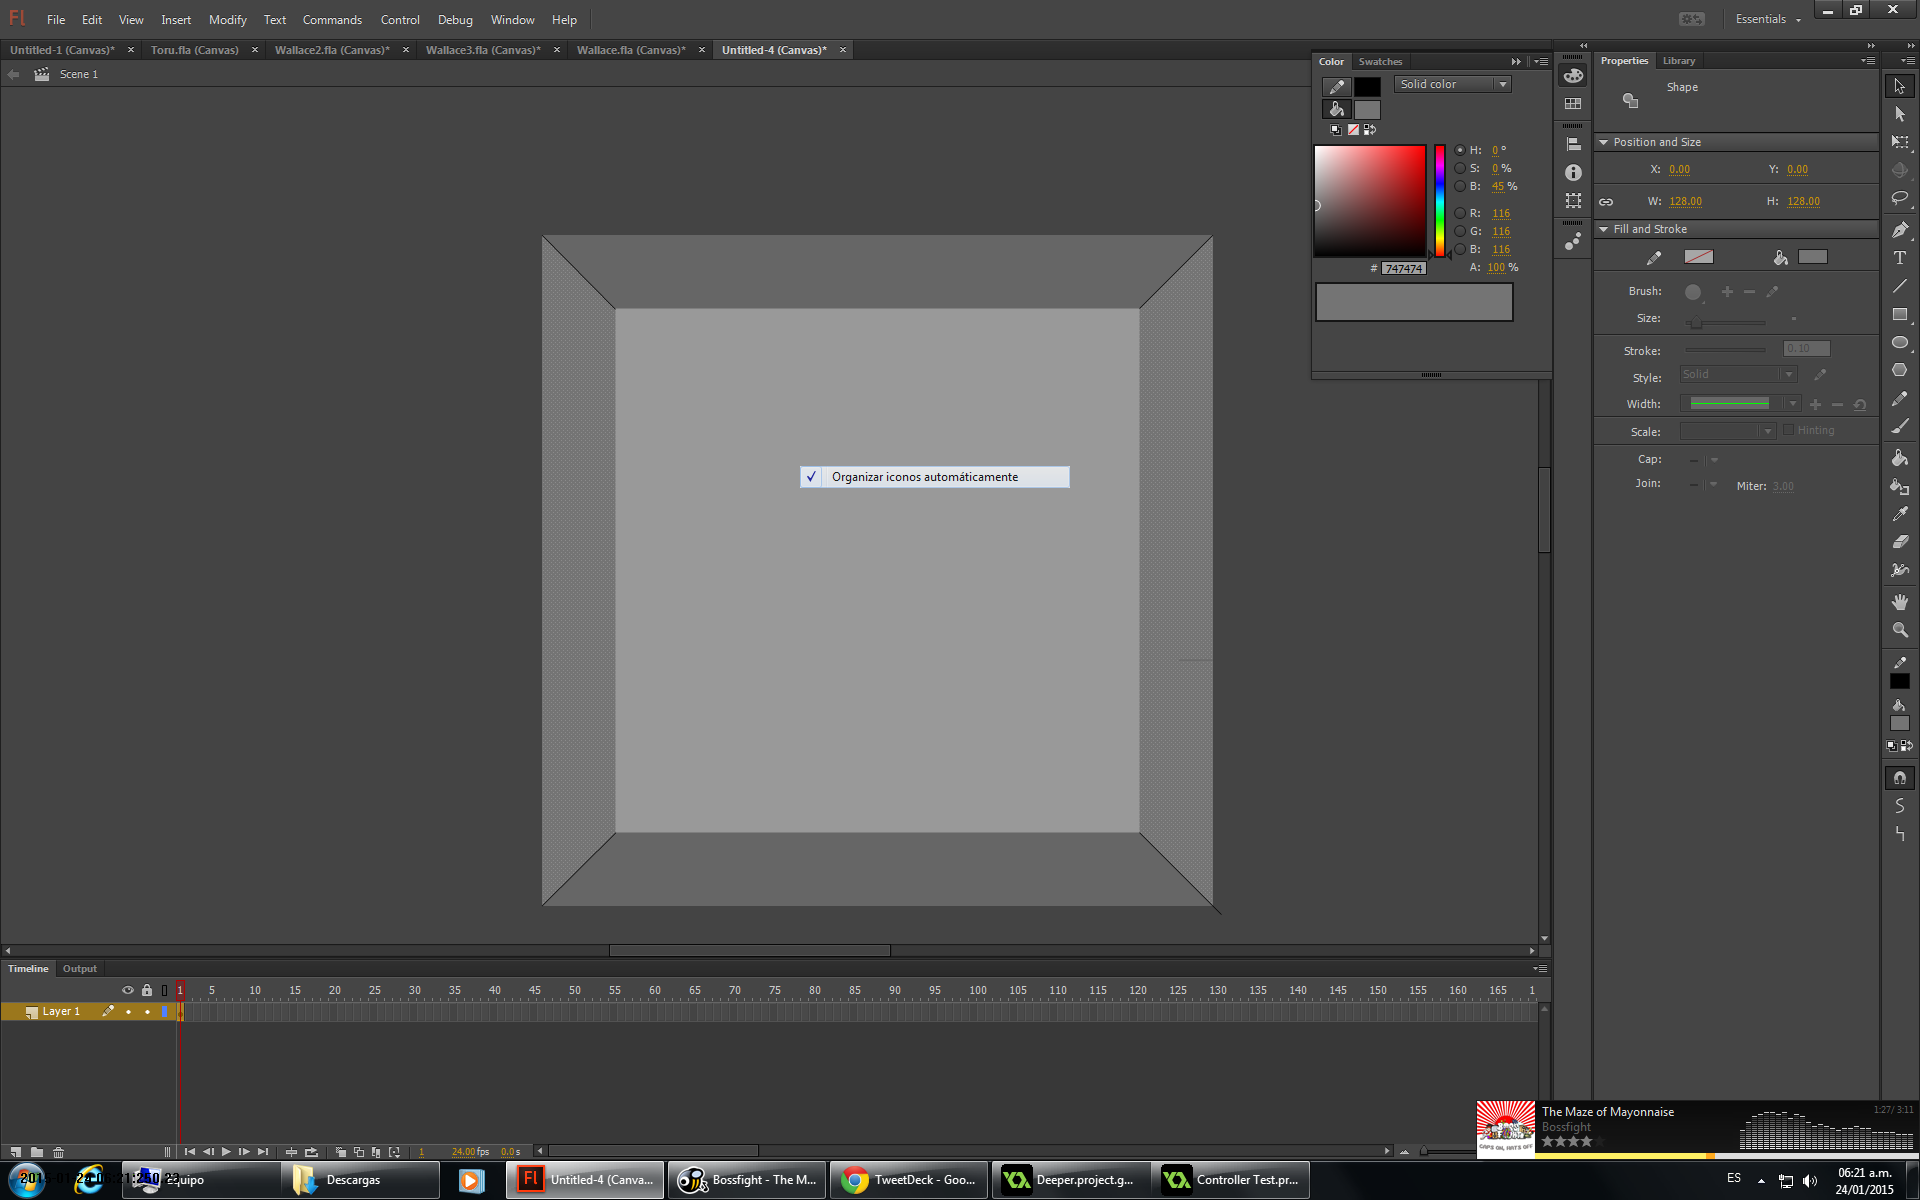 Fl File Edit View Insert Modify Control Text Commands Control Debug Window Help Essentials
Untitled-1 (Canvas)* Toru.fla (Canvas) Wallace2.fla (Canvas)* Wallace3.fla (Canvas)* Wallace.fla (Canvas)* Untitled-4 (Canvas)*
Scene 1
Color Swatches
Solid color
H: 0 °
S: 0 %
B: 45 %
R: 116
G: 116
B: 116
# 747474 A: 100 %
Properties Library
Shape
Position and Size
X: 0.00 Y: 0.00
W: 128.00 H: 128.00
Fill and Stroke
Brush:
Size:
Stroke: 0.10
Style: Solid
Width:
Scale: Hinting
Cap:
Join: Miter: 3.00
✓ Organizar iconos automáticamente
Timeline Output
1 5 10 15 20 25 30 35 40 45 50 55 60 65 70 75 80 85 90 95 100 105 110 115 120 125 130 135 140 145 150 155 160 165 1
Layer 1
1 24.00 fps 0.0 s
The Maze of Mayonnaise 1:27/ 3:11
Bossfight
GAPS ON, HATS OFF
Equipo Descargas Untitled-4 (Canva... Bossfight - The M... TweetDeck - Goo... Deeper.project.g... Controller Test.pr... ES
06:21 a.m.
24/01/2015